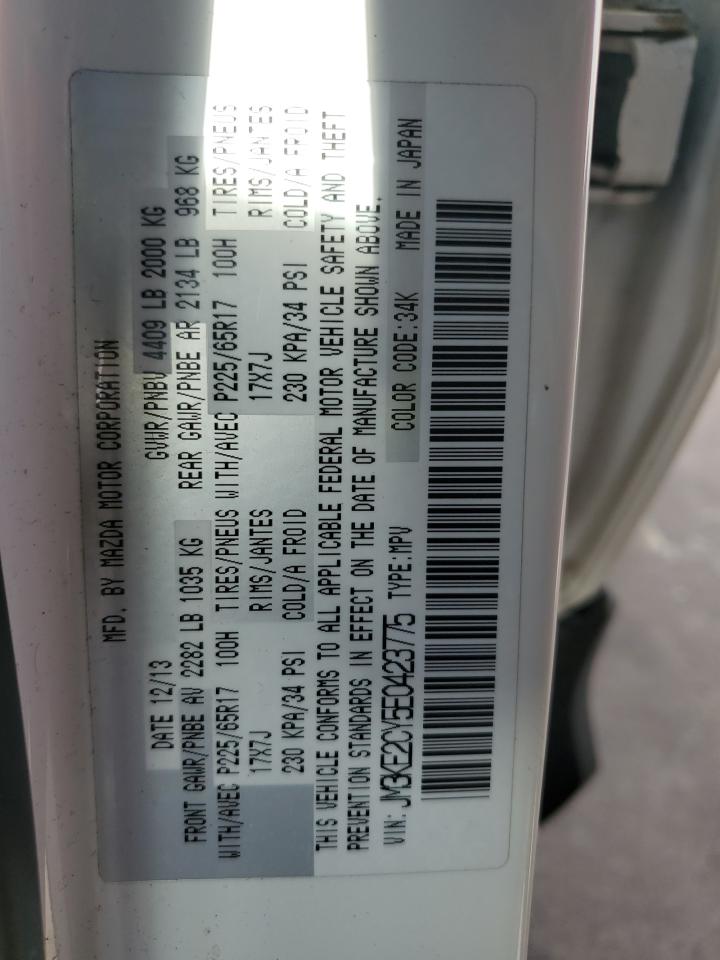 MFD. BY MAZDA MOTOR CORPORATION
DATE 12/13 GVWR/PNBV 4409 LB 2000 KG
FRONT GAWR/PNBE AV 2282 LB 1035 KG REAR GAWR/PNBE AR 2134 LB 968 KG
WITH/AVEC P225/65R17 100H TIRES/PNEUS WITH/AVEC P225/65R17 100H TIRES/PNEUS
17X7J RIMS/JANTES 17X7J RIMS/JANTES
230 KPA/34 PSI COLD/A FROID 230 KPA/34 PSI COLD/A FROID
THIS VEHICLE CONFORMS TO ALL APPLICABLE FEDERAL MOTOR VEHICLE SAFETY AND THEFT
PREVENTION STANDARDS IN EFFECT ON THE DATE OF MANUFACTURE SHOWN ABOVE.
VIN: JM3KE2CY5E0423775 TYPE:MPV COLOR CODE:34K MADE IN JAPAN